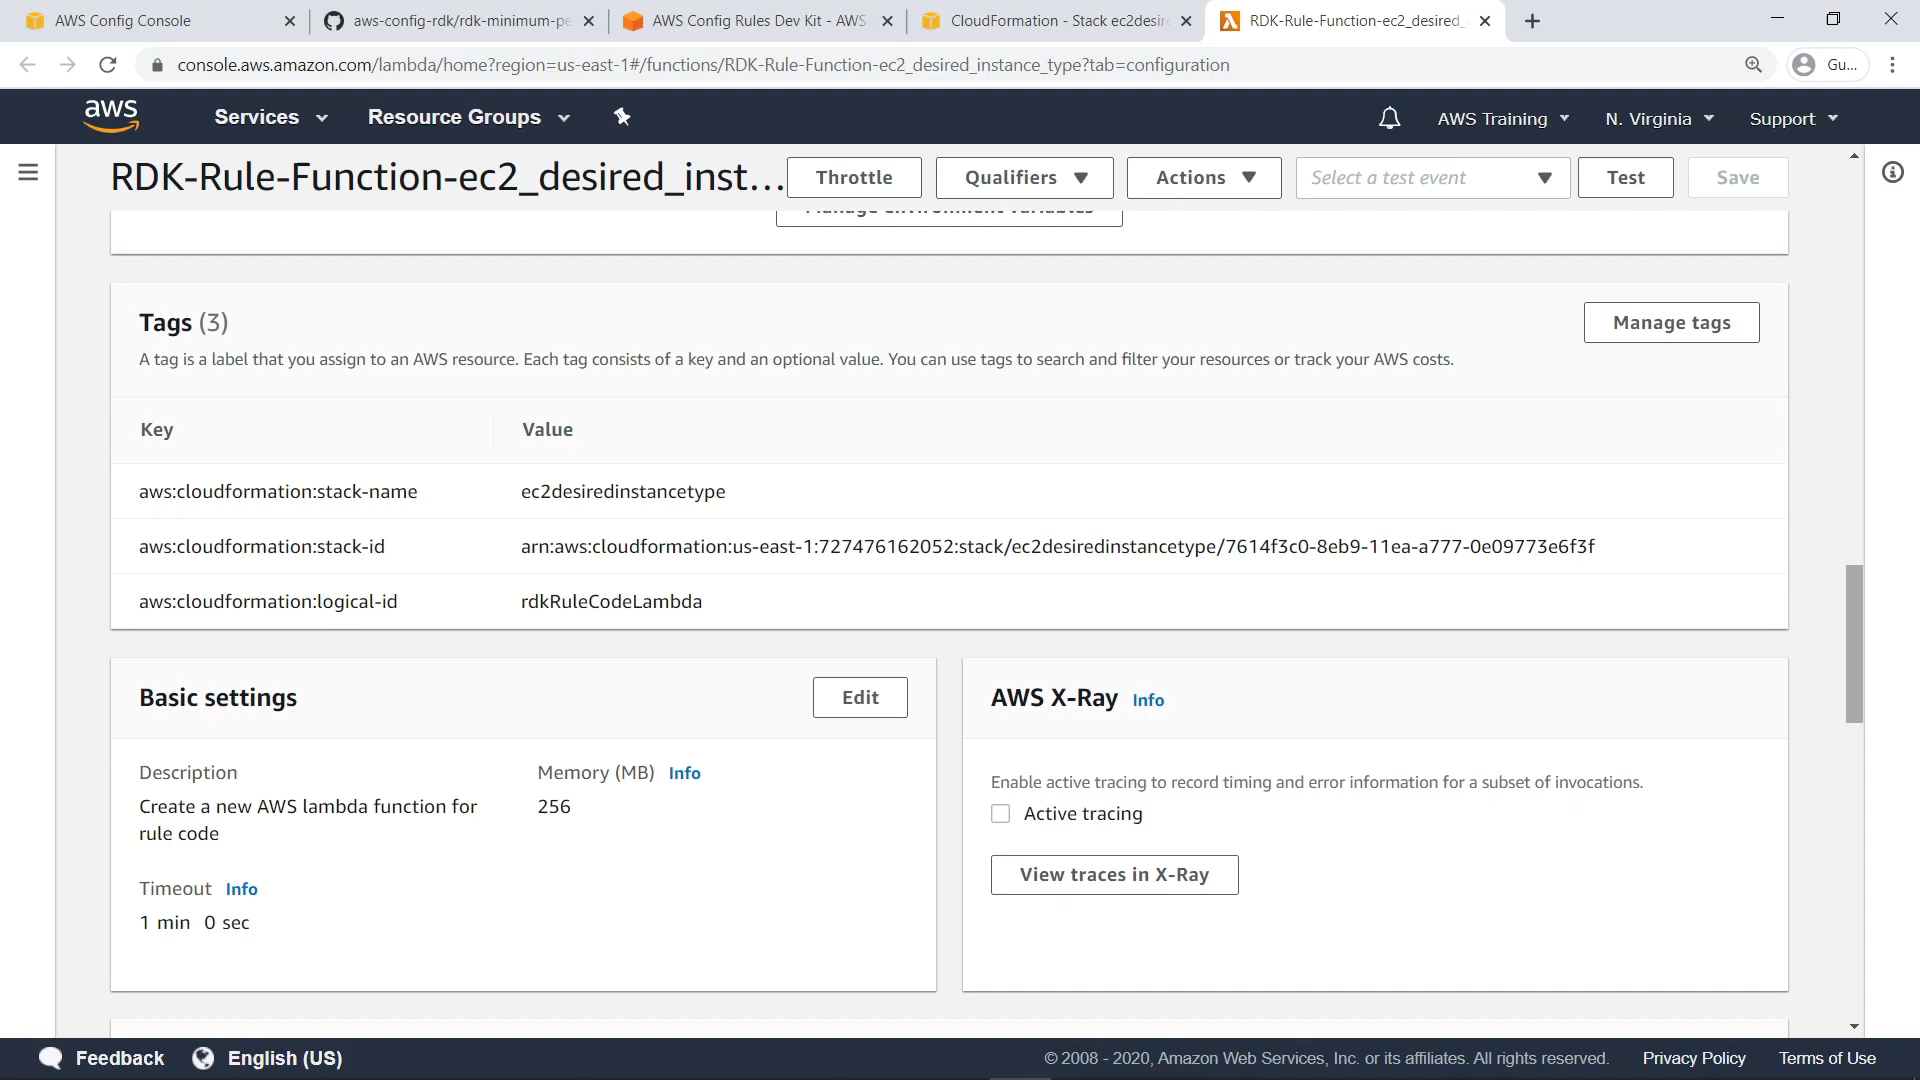 AWS Config Console
aws-config-rdk/rdk-minimum-pe
AWS Config Rules Dev Kit - AWS
CloudFormation - Stack ec2desir
RDK-Rule-Function-ec2_desired_
console.aws.amazon.com/lambda/home?region=us-east-1#/functions/RDK-Rule-Function-ec2_desired_instance_type?tab=configuration
Gu...
aws
Services
Resource Groups
AWS Training
N. Virginia
Support
RDK-Rule-Function-ec2_desired_inst...
Throttle
Qualifiers
Actions
Select a test event
Test
Save
Manage environment variables
Tags (3)
Manage tags
A tag is a label that you assign to an AWS resource. Each tag consists of a key and an optional value. You can use tags to search and filter your resources or track your AWS costs.
Key
Value
aws:cloudformation:stack-name
ec2desiredinstancetype
aws:cloudformation:stack-id
arn:aws:cloudformation:us-east-1:727476162052:stack/ec2desiredinstancetype/7614f3c0-8eb9-11ea-a777-0e09773e6f3f
aws:cloudformation:logical-id
rdkRuleCodeLambda
Basic settings
Edit
Description
Create a new AWS lambda function for
rule code
Memory (MB) Info
256
Timeout Info
1 min 0 sec
AWS X-Ray Info
Enable active tracing to record timing and error information for a subset of invocations.
Active tracing
View traces in X-Ray
Feedback
English (US)
© 2008 - 2020, Amazon Web Services, Inc. or its affiliates. All rights reserved.
Privacy Policy
Terms of Use